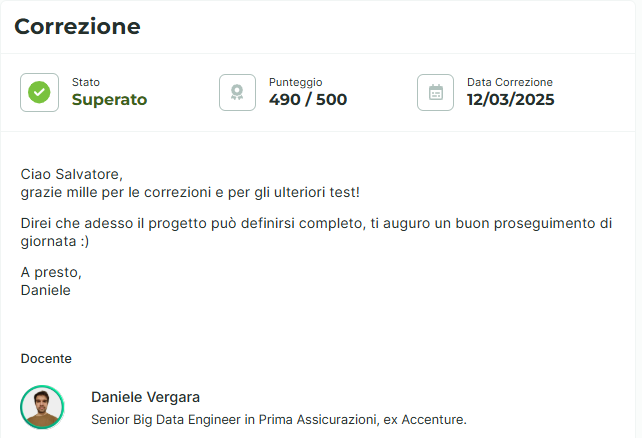 Correzione
Stato
Superato
Punteggio
490 / 500
Data Correzione
12/03/2025
Ciao Salvatore,
grazie mille per le correzioni e per gli ulteriori test!
Direi che adesso il progetto può definirsi completo, ti auguro un buon proseguimento di
giornata :)
A presto,
Daniele
Docente
Daniele Vergara
Senior Big Data Engineer in Prima Assicurazioni, ex Accenture.